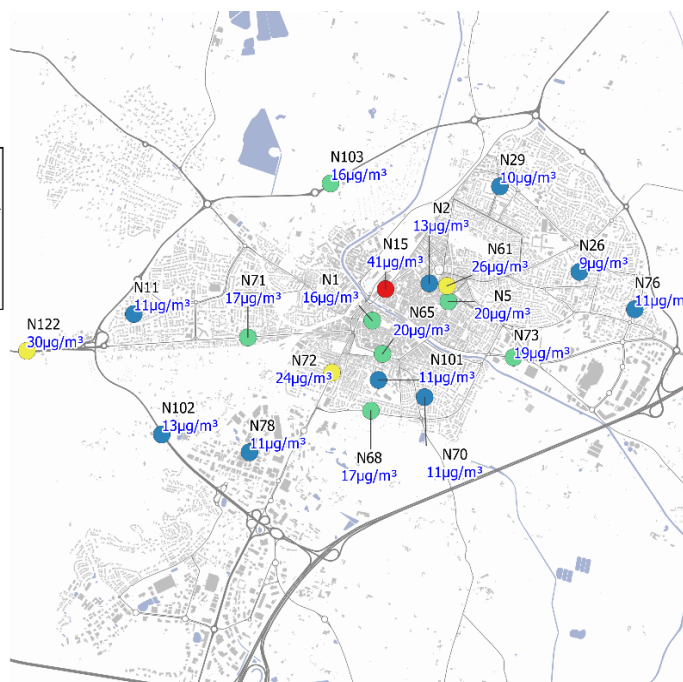 N103
16µg/m³
N29
10µg/m³
N2
13µg/m³
N15
41µg/m³
N61
26µg/m³
N26
9µg/m³
N11
11µg/m³
N71
17µg/m³
N1
16µg/m³
N65
20µg/m³
N5
20µg/m³
N76
11µg/m³
N122
30µg/m³
N72
24µg/m³
N101
11µg/m³
N73
19µg/m³
N102
13µg/m³
N78
11µg/m³
N68
17µg/m³
N70
11µg/m³